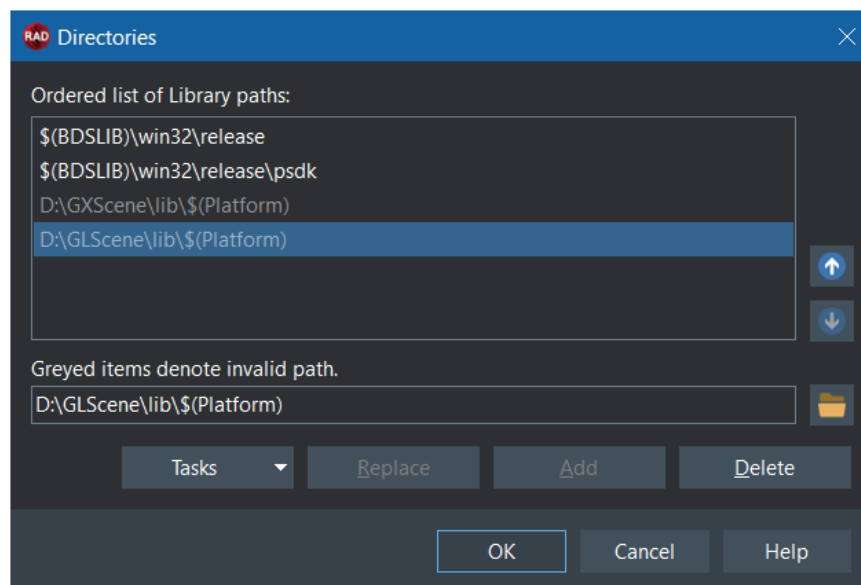 RAD Directories
Ordered list of Library paths:
$(BDSLIB)\win32\release
$(BDSLIB)\win32\release\psdk
D:\GXScene\lib\$(Platform)
D:\GLScene\lib\$(Platform)
Greyed items denote invalid path.
D:\GLScene\lib\$(Platform)
Tasks Replace Add Delete
OK Cancel Help